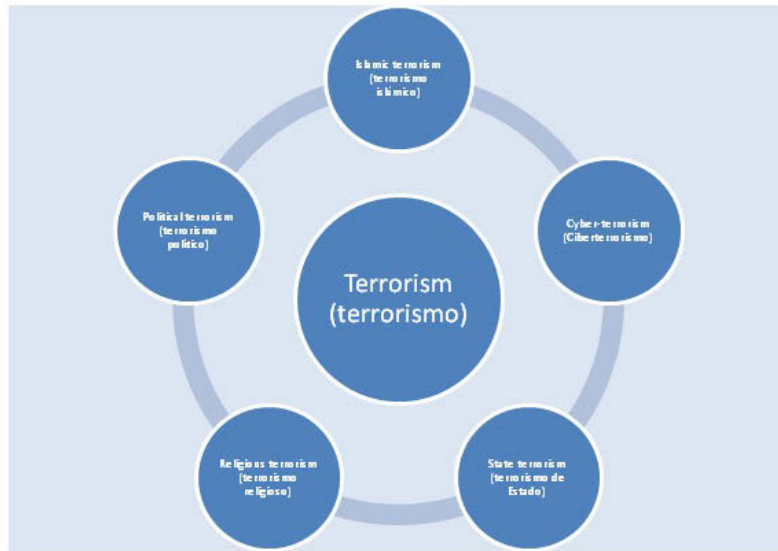 Islamic terrorism
(terrorismo
islámico)
Political terrorism
(terrorismo
político)
Cyber-terrorism
(Ciberterrorismo)
Terrorism
(terrorismo)
Religious terrorism
(terrorismo
religioso)
State terrorism
(terrorismo de
Estado)